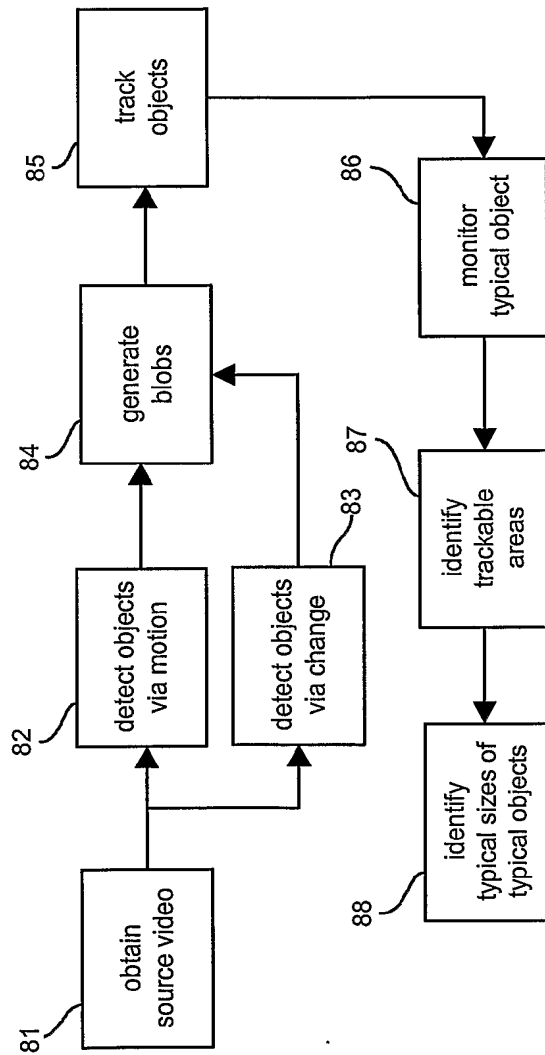 81
obtain
source video
82
detect objects
via motion
83
detect objects
via change
84
generate
blobs
85
track
objects
86
monitor
typical object
87
identify
trackable
areas
88
identify
typical sizes of
typical objects